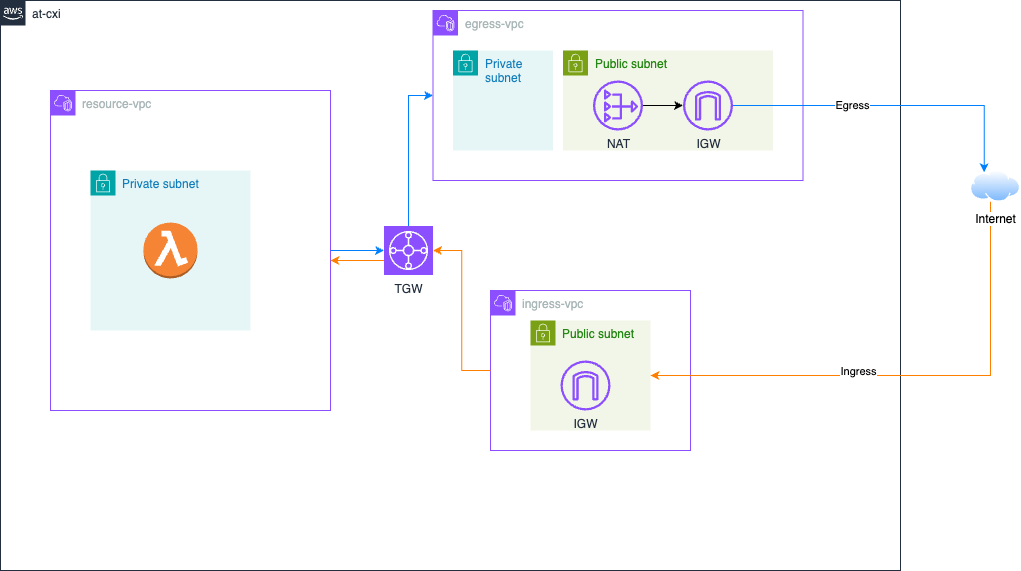 aws
at-cxi
egress-vpc
Private
subnet
Public subnet
NAT
IGW
Egress
resource-vpc
Private subnet
λ
Internet
TGW
ingress-vpc
Public subnet
IGW
Ingress